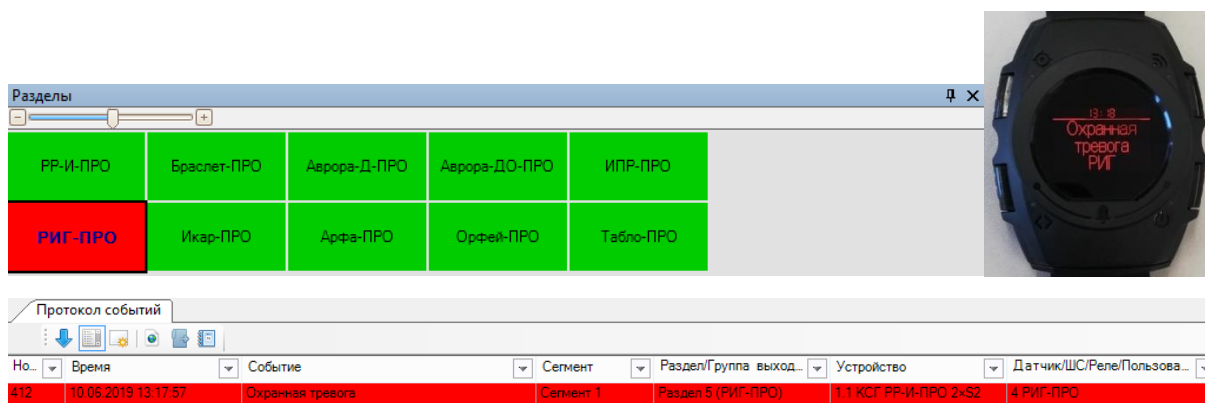 Разделы
РР-И-ПРО
Браслет-ПРО
Аврора-Д-ПРО
Аврора-ДО-ПРО
ИПР-ПРО
РИГ-ПРО
Икар-ПРО
Арфа-ПРО
Орфей-ПРО
Табло-ПРО
13:18
Охранная
тревога
РИГ
Протокол событий
Но... Время Событие Сегмент Раздел/Группа выход... Устройство Датчик/ШС/Реле/Пользова...
412 10.06.2019 13:17:57 Охранная тревога Сегмент 1 Раздел 5 (РИГ-ПРО) 1.1 КСГ РР-И-ПРО 2×S2 4 РИГ-ПРО